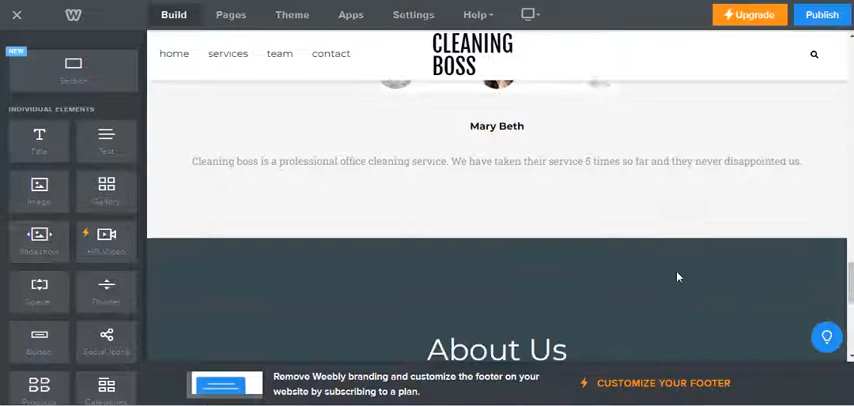 Build Pages Theme Apps Settings Help Upgrade Publish
NEW
Section
INDIVIDUAL ELEMENTS
Title Text
Image Gallery
Slideshow HD Video
Spacer Divider
Button Social Icons
Products Categories
home services team contact
CLEANING
BOSS
Mary Beth
Cleaning boss is a professional office cleaning service. We have taken their service 6 times so far and they never disappointed us.
About Us
Remove Weebly branding and customize the footer on your
website by subscribing to a plan.
CUSTOMIZE YOUR FOOTER